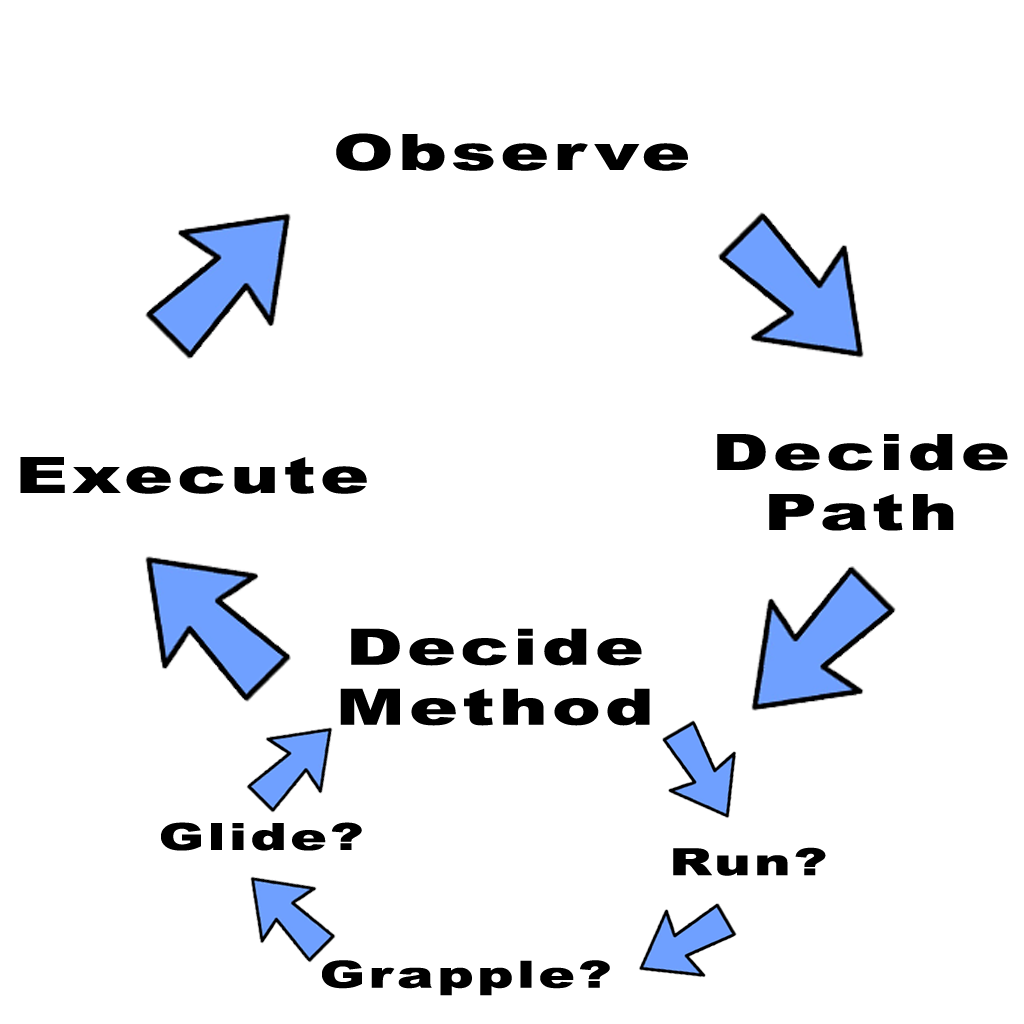 Observe
Execute
Decide
Path
Decide
Method
Glide?
Run?
Grapple?